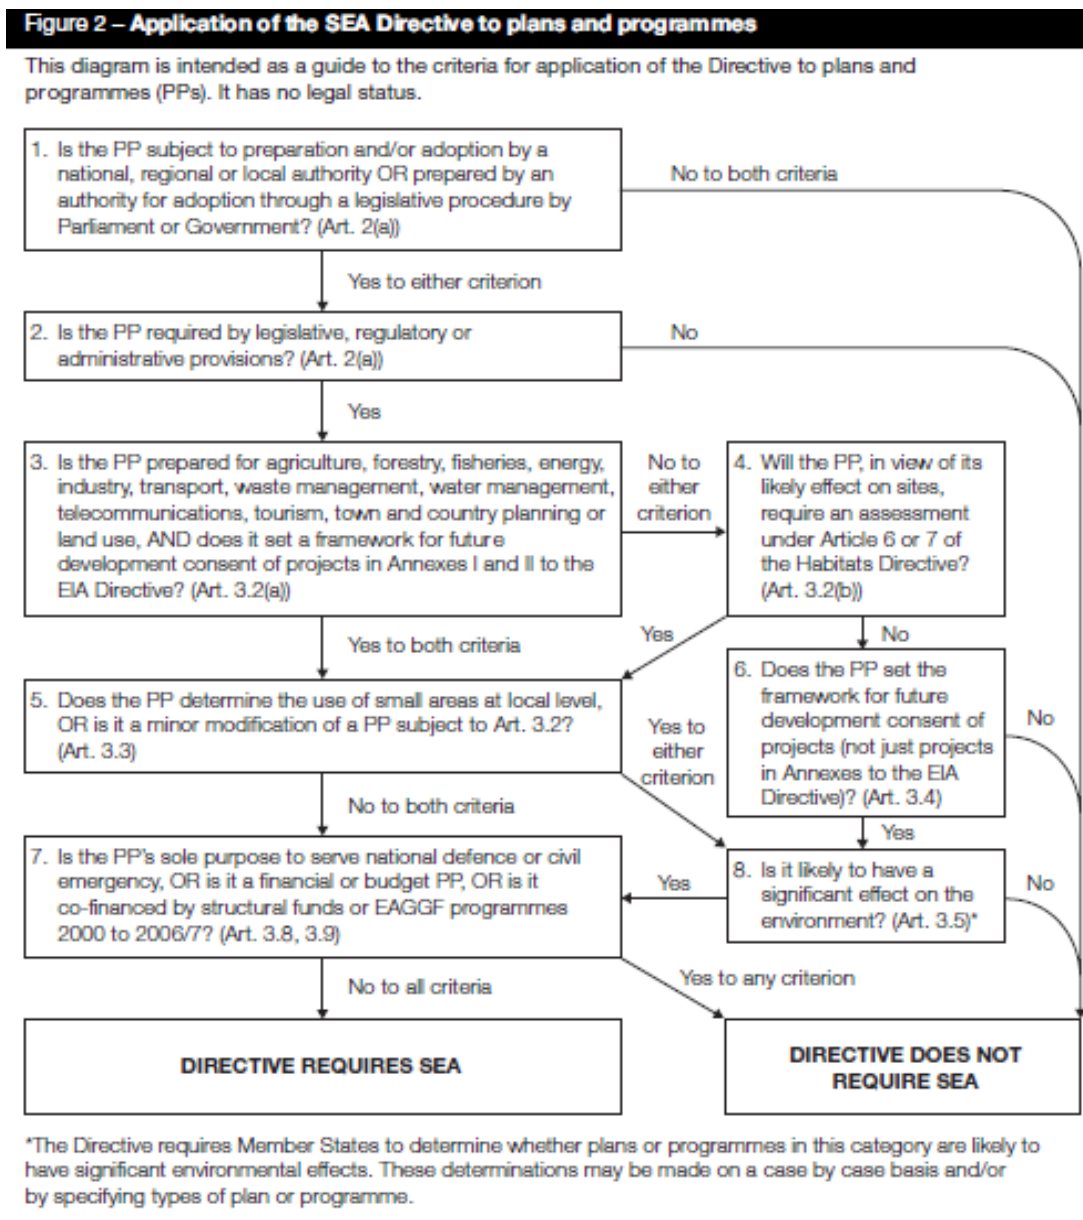 Figure 2 – Application of the SEA Directive to plans and programmes
This diagram is intended as a guide to the criteria for application of the Directive to plans and
programmes (PPs). It has no legal status.
1. Is the PP subject to preparation and/or adoption by a
national, regional or local authority OR prepared by an
authority for adoption through a legislative procedure by
Parliament or Government? (Art. 2(a))
No to both criteria
Yes to either criterion
2. Is the PP required by legislative, regulatory or
administrative provisions? (Art. 2(a))
No
Yes
3. Is the PP prepared for agriculture, forestry, fisheries, energy,
industry, transport, waste management, water management,
telecommunications, tourism, town and country planning or
land use, AND does it set a framework for future
development consent of projects in Annexes I and II to the
EIA Directive? (Art. 3.2(a))
No to
either
criterion
4. Will the PP, in view of its
likely effect on sites,
require an assessment
under Article 6 or 7 of
the Habitats Directive?
(Art. 3.2(b))
Yes to both criteria
Yes
No
5. Does the PP determine the use of small areas at local level,
OR is it a minor modification of a PP subject to Art. 3.2?
(Art. 3.3)
Yes to
either
criterion
6. Does the PP set the
framework for future
development consent of
projects (not just projects
in Annexes to the EIA
Directive)? (Art. 3.4)
No
No to both criteria
Yes
7. Is the PP's sole purpose to serve national defence or civil
emergency, OR is it a financial or budget PP, OR is it
co-financed by structural funds or EAGGF programmes
2000 to 2006/7? (Art. 3.8, 3.9)
Yes
8. Is it likely to have a
significant effect on the
environment? (Art. 3.5)*
No
No to all criteria
Yes to any criterion
DIRECTIVE REQUIRES SEA
DIRECTIVE DOES NOT
REQUIRE SEA
*The Directive requires Member States to determine whether plans or programmes in this category are likely to
have significant environmental effects. These determinations may be made on a case by case basis and/or
by specifying types of plan or programme.